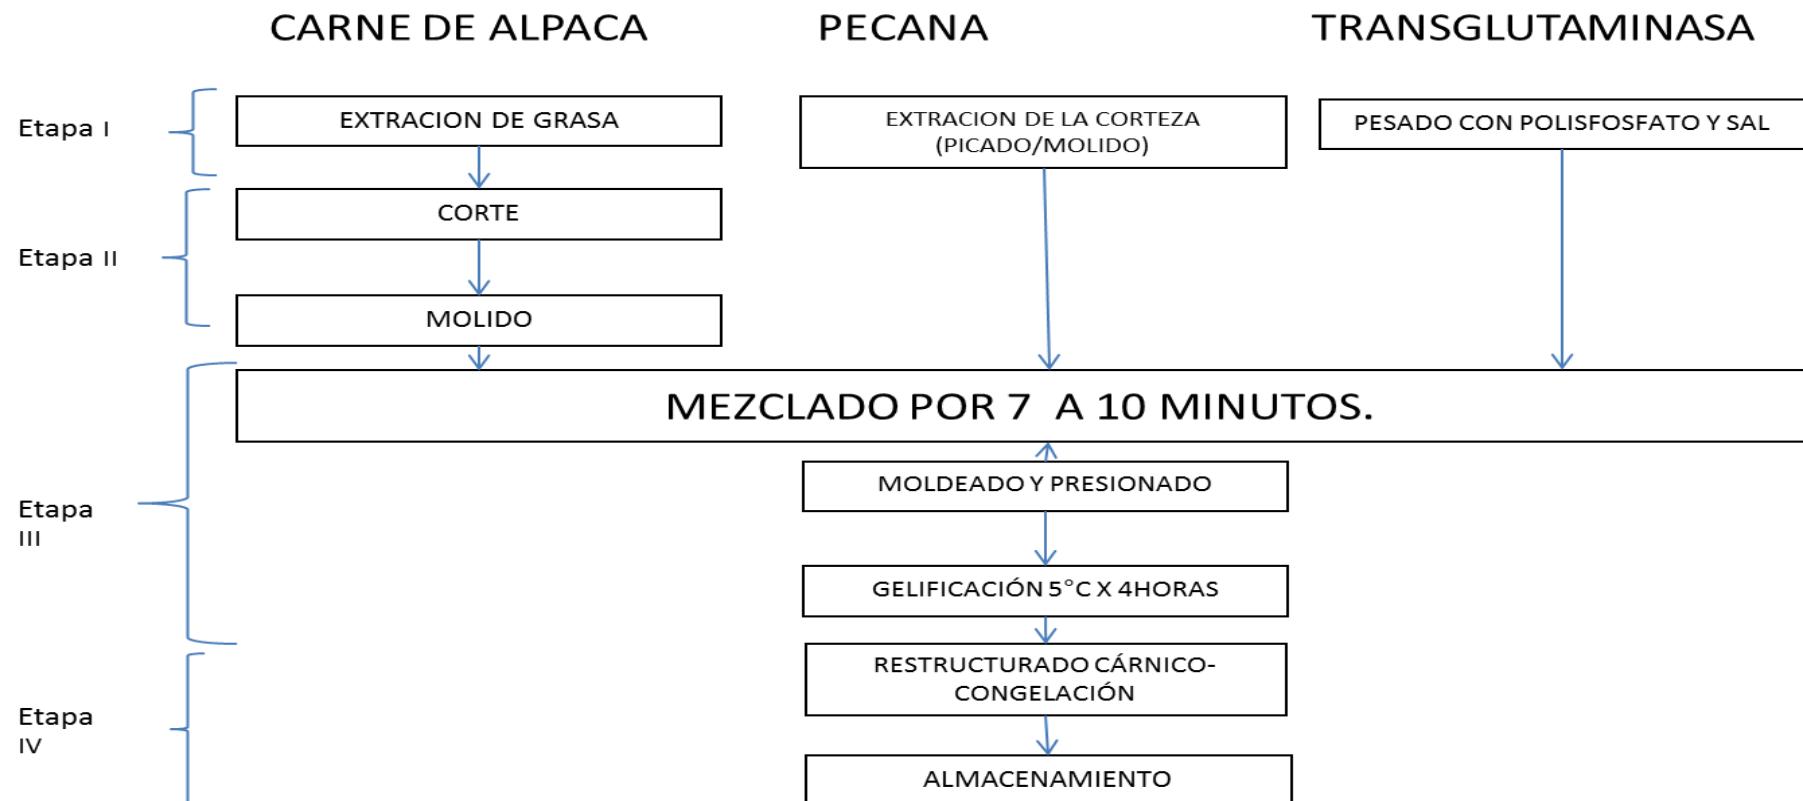 CARNE DE ALPACA
PECANA
TRANSGLUTAMINASA
Etapa I
EXTRACION DE GRASA
EXTRACION DE LA CORTEZA
(PICADO/MOLIDO)
PESADO CON POLISFOSFATO Y SAL
Etapa II
CORTE
MOLIDO
MEZCLADO POR 7 A 10 MINUTOS.
Etapa
III
MOLDEADO Y PRESIONADO
GELIFICACIÓN 5°C X 4HORAS
Etapa
IV
RESTRUCTURADO CÁRNICO-
CONGELACIÓN
ALMACENAMIENTO